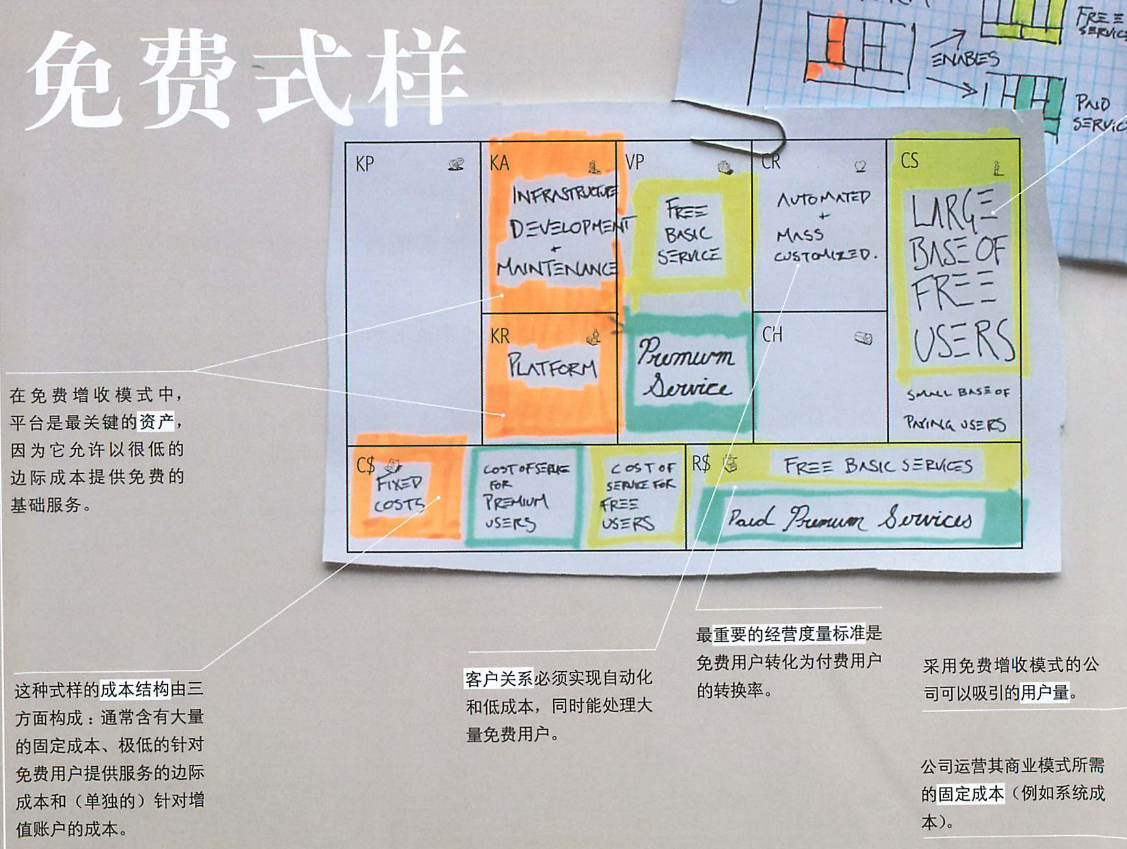 免费式样
FREE
SERVICE
ENABLES
PAID
SERVICE
KP
KA
INFRASTRUCTURE
DEVELOPMENT
+
MAINTENANCE
KR
PLATFORM
VP
FREE
BASIC
SERVICE
Premium
Service
CR
AUTOMATED
+
MASS
CUSTOMIZED.
CH
CS
LARGE
BASE OF
FREE
USERS
SMALL BASE OF
PAYING USERS
C$
FIXED
COSTS
COST OF SERVICE
FOR
PREMIUM
USERS
COST OF
SERVICE FOR
FREE
USERS
R$
FREE BASIC SERVICES
Paid Premium Services
在免费增收模式中，
平台是最关键的资产，
因为它允许以很低的
边际成本提供免费的
基础服务。
这种式样的成本结构由三
方面构成：通常含有大量
的固定成本、极低的针对
免费用户提供服务的边际
成本和（单独的）针对增
值账户的成本。
客户关系必须实现自动化
和低成本，同时能处理大
量免费用户。
最重要的经营度量标准是
免费用户转化为付费用户
的转换率。
采用免费增收模式的公
司可以吸引的用户量。
公司运营其商业模式所需
的固定成本（例如系统成
本）。